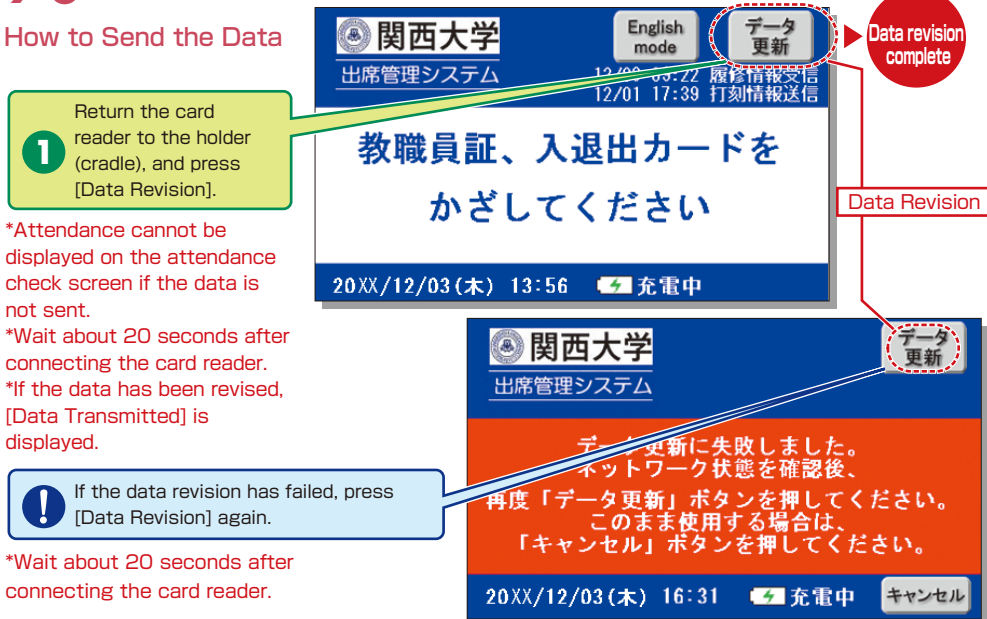 How to Send the Data
1
Return the card
reader to the holder
(cradle), and press
[Data Revision].
*Attendance cannot be
displayed on the attendance
check screen if the data is
not sent.
*Wait about 20 seconds after
connecting the card reader.
*If the data has been revised,
[Data Transmitted] is
displayed.
If the data revision has failed, press
[Data Revision] again.
*Wait about 20 seconds after
connecting the card reader.
関西大学
出席管理システム
English
mode
データ
更新
履修情報受信
12/01 17:39 打刻情報送信
教職員証、入退出カードを
かざしてください
20XX/12/03(木) 13:56 充電中
Data revision
complete
Data Revision
関西大学
出席管理システム
データ
更新
データ更新に失敗しました。
ネットワーク状態を確認後、
再度「データ更新」ボタンを押してください。
このまま使用する場合は、
「キャンセル」ボタンを押してください。
20XX/12/03(木) 16:31 充電中
キャンセル